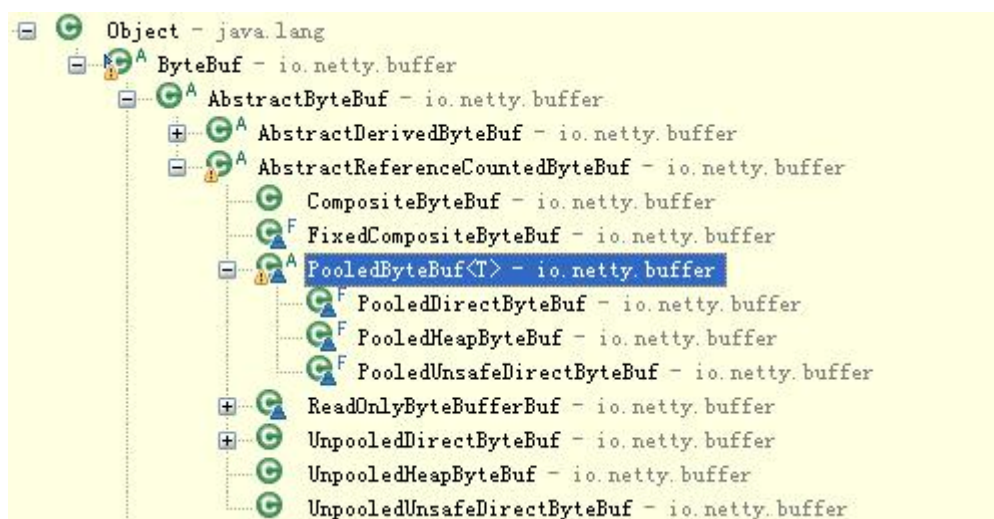 Object - java.lang
A ByteBuf - io.netty.buffer
A AbstractByteBuf - io.netty.buffer
A AbstractDerivedByteBuf - io.netty.buffer
A AbstractReferenceCountedByteBuf - io.netty.buffer
CompositeByteBuf - io.netty.buffer
F FixedCompositeByteBuf - io.netty.buffer
A PooledByteBuf<T> - io.netty.buffer
F PooledDirectByteBuf - io.netty.buffer
F PooledHeapByteBuf - io.netty.buffer
F PooledUnsafeDirectByteBuf - io.netty.buffer
ReadOnlyByteBufferBuf - io.netty.buffer
UnpooledDirectByteBuf - io.netty.buffer
UnpooledHeapByteBuf - io.netty.buffer
UnpooledUnsafeDirectByteBuf - io.netty.buffer